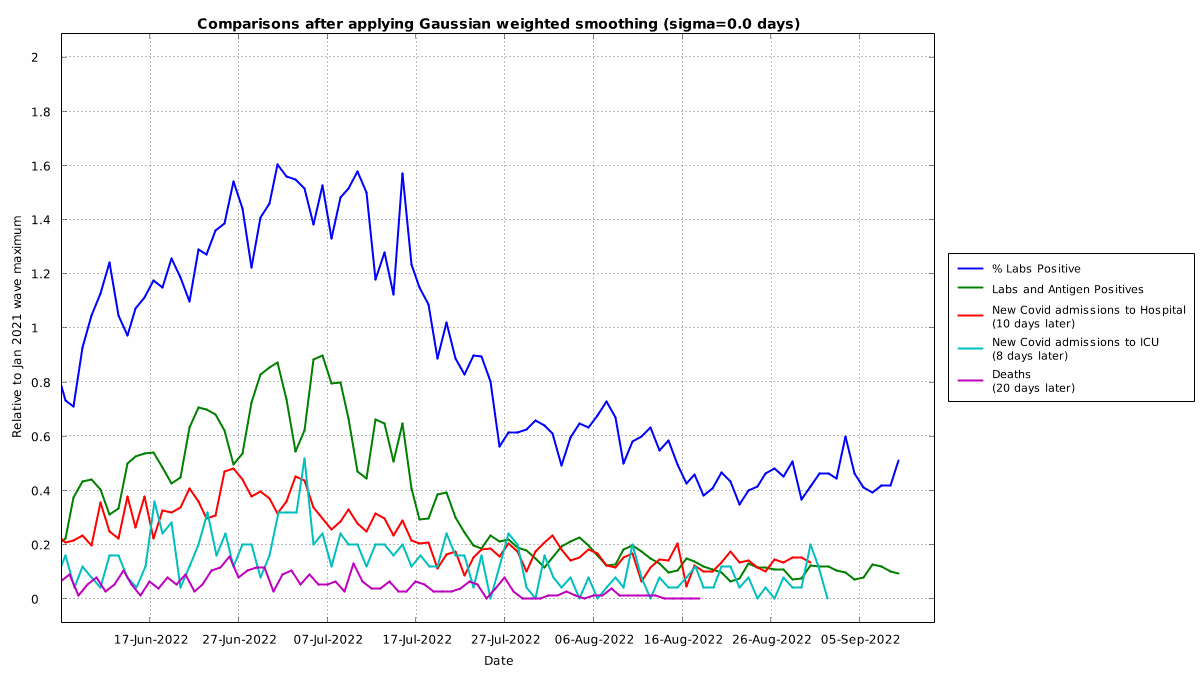 Comparisons after applying Gaussian weighted smoothing (sigma=0.0 days)
Relative to Jan 2021 wave maximum
2
1.8
1.6
1.4
1.2
1
0.8
0.6
0.4
0.2
0
17-Jun-2022
27-Jun-2022
07-Jul-2022
17-Jul-2022
27-Jul-2022
06-Aug-2022
16-Aug-2022
26-Aug-2022
05-Sep-2022
Date
% Labs Positive
Labs and Antigen Positives
New Covid admissions to Hospital
(10 days later)
New Covid admissions to ICU
(8 days later)
Deaths
(20 days later)